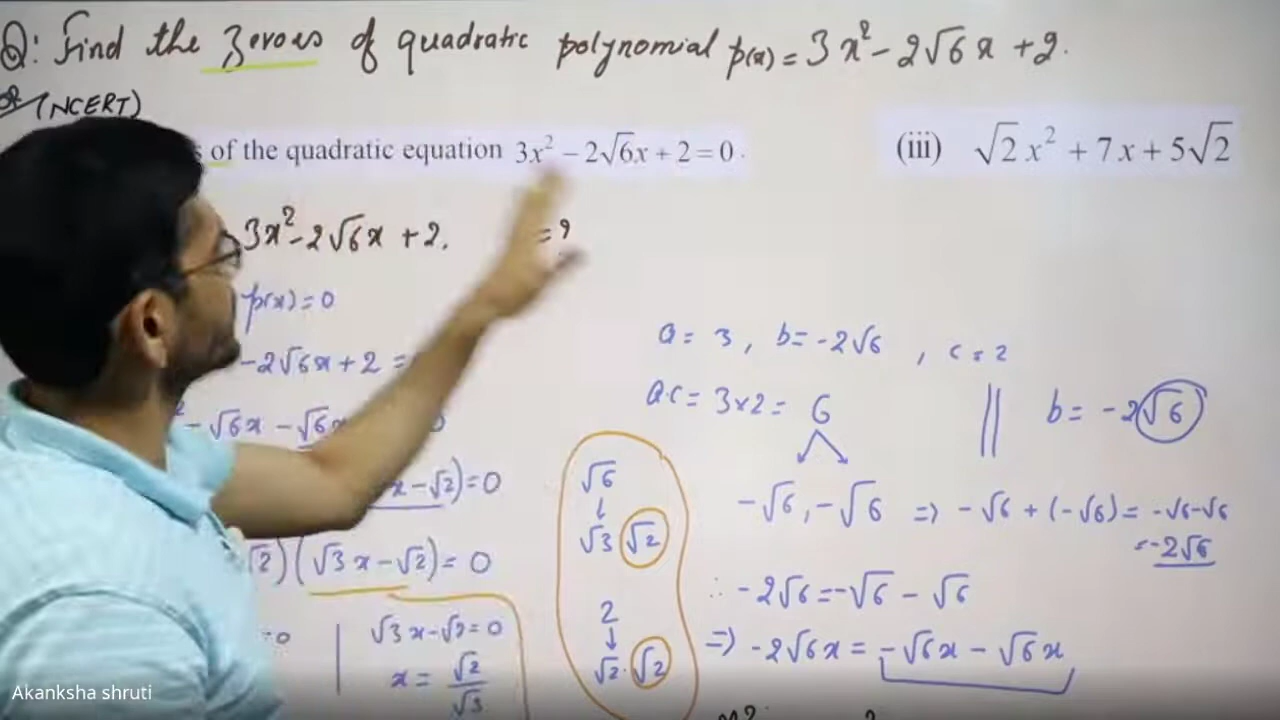 Q: Find the zeroes of quadratic polynomial p(x) = 3x² - 2√6x + 2.
(NCERT)
s of the quadratic equation 3x² – 2√6x + 2 = 0.
(iii) √2x² + 7x + 5√2
3x² - 2√6x + 2. = ?
p(x) = 0
-2√6x + 2 =
a = 3, b = -2√6, c = 2
a.c = 3×2 = 6 || b = -2√6
- √6x - √6x
x - √2) = 0
√2)(√3x - √2) = 0
√6
↓
√3 √2
2
↓
√2·√2
-√6, -√6 => -√6 + (-√6) = -√6-√6
= -2√6
∴ -2√6 = -√6 - √6
=> -2√6x = -√6x - √6x
=0 | √3x - √2 = 0
x = √2/√3
Akanksha shruti